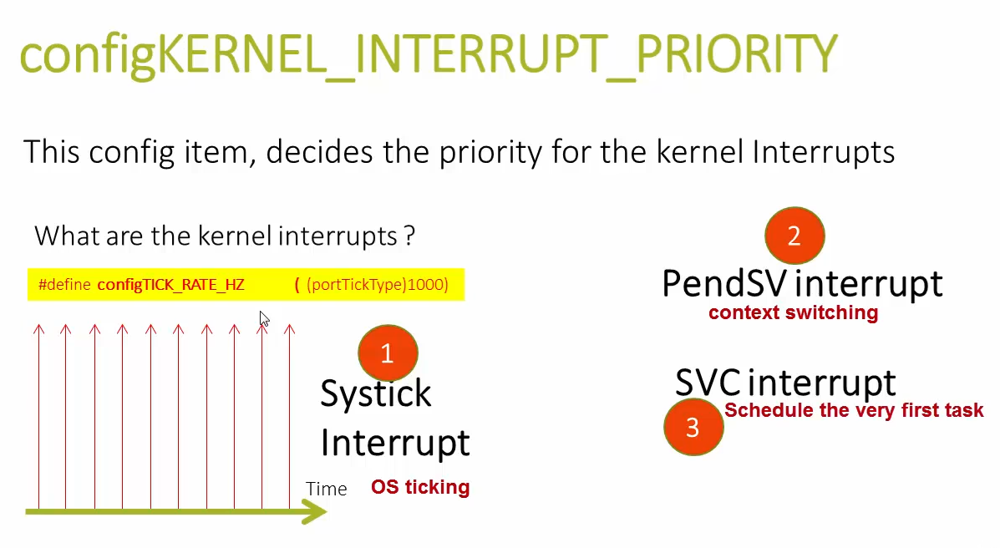 configKERNEL_INTERRUPT_PRIORITY
This config item, decides the priority for the kernel Interrupts
What are the kernel interrupts ?
#define configTICK_RATE_HZ ( (portTickType)1000)
1
Systick
Interrupt
Time
OS ticking
2
PendSV interrupt
context switching
SVC interrupt
Schedule the very first task
3